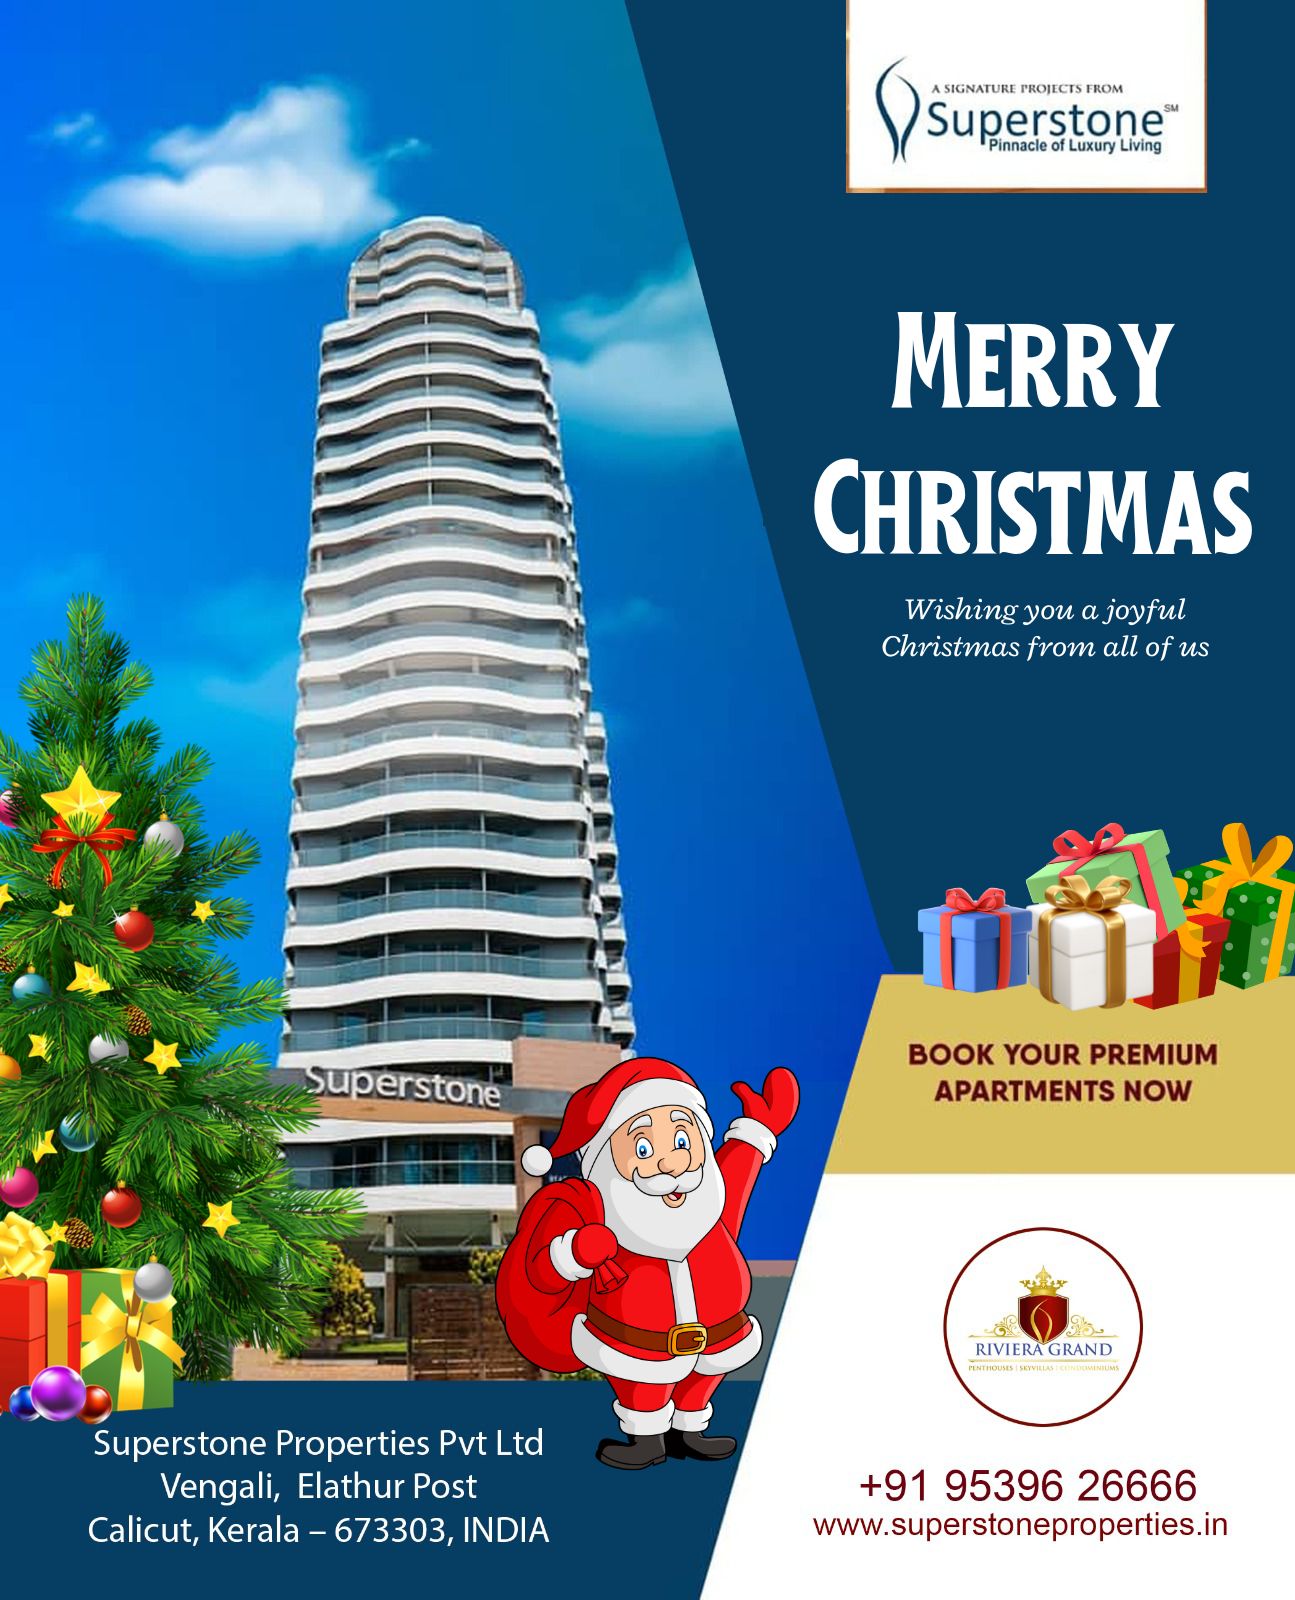 A SIGNATURE PROJECTS FROM
Superstone℠
Pinnacle of Luxury Living
MERRY
CHRISTMAS
Wishing you a joyful
Christmas from all of us
BOOK YOUR PREMIUM
APARTMENTS NOW
Superstone
RIVIERA GRAND
PENTHOUSES | SKYVILLAS | CONDOMINIUMS
Superstone Properties Pvt Ltd
Vengali, Elathur Post
Calicut, Kerala – 673303, INDIA
+91 95396 26666
www.superstoneproperties.in